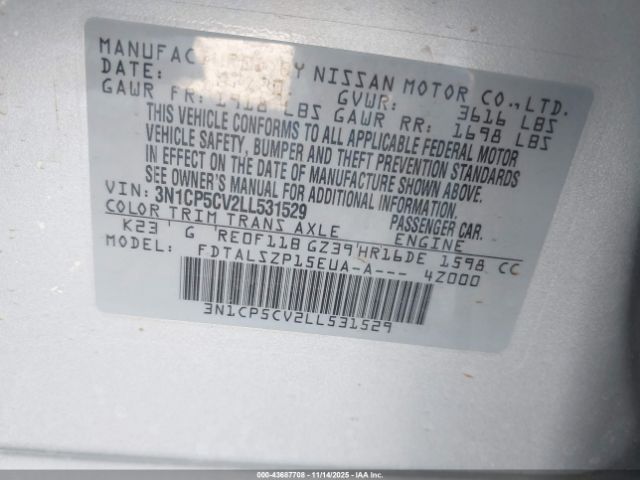 MANUFAC BY NISSAN MOTOR CO.,LTD.
DATE: GVWR: 3616 LBS
GAWR FR: 1918 LBS GAWR RR: 1698 LBS
THIS VEHICLE CONFORMS TO ALL APPLICABLE FEDERAL MOTOR
VEHICLE SAFETY, BUMPER AND THEFT PREVENTION STANDARDS
IN EFFECT ON THE DATE OF MANUFACTURE SHOWN ABOVE.
SEE OWNER'S MANUAL FOR ADDITIONAL INFORMATION.
VIN: 3N1CP5CV2LL531529 PASSENGER CAR.
COLOR TRIM TRANS AXLE ENGINE
K23 G RE0F11B GZ39 HR16DE 1598 CC
MODEL: FDTALSZP15EUA-A--- 4Z000
3N1CP5CV2LL531529
000-43687708 - 11/14/2025 - IAA Inc.